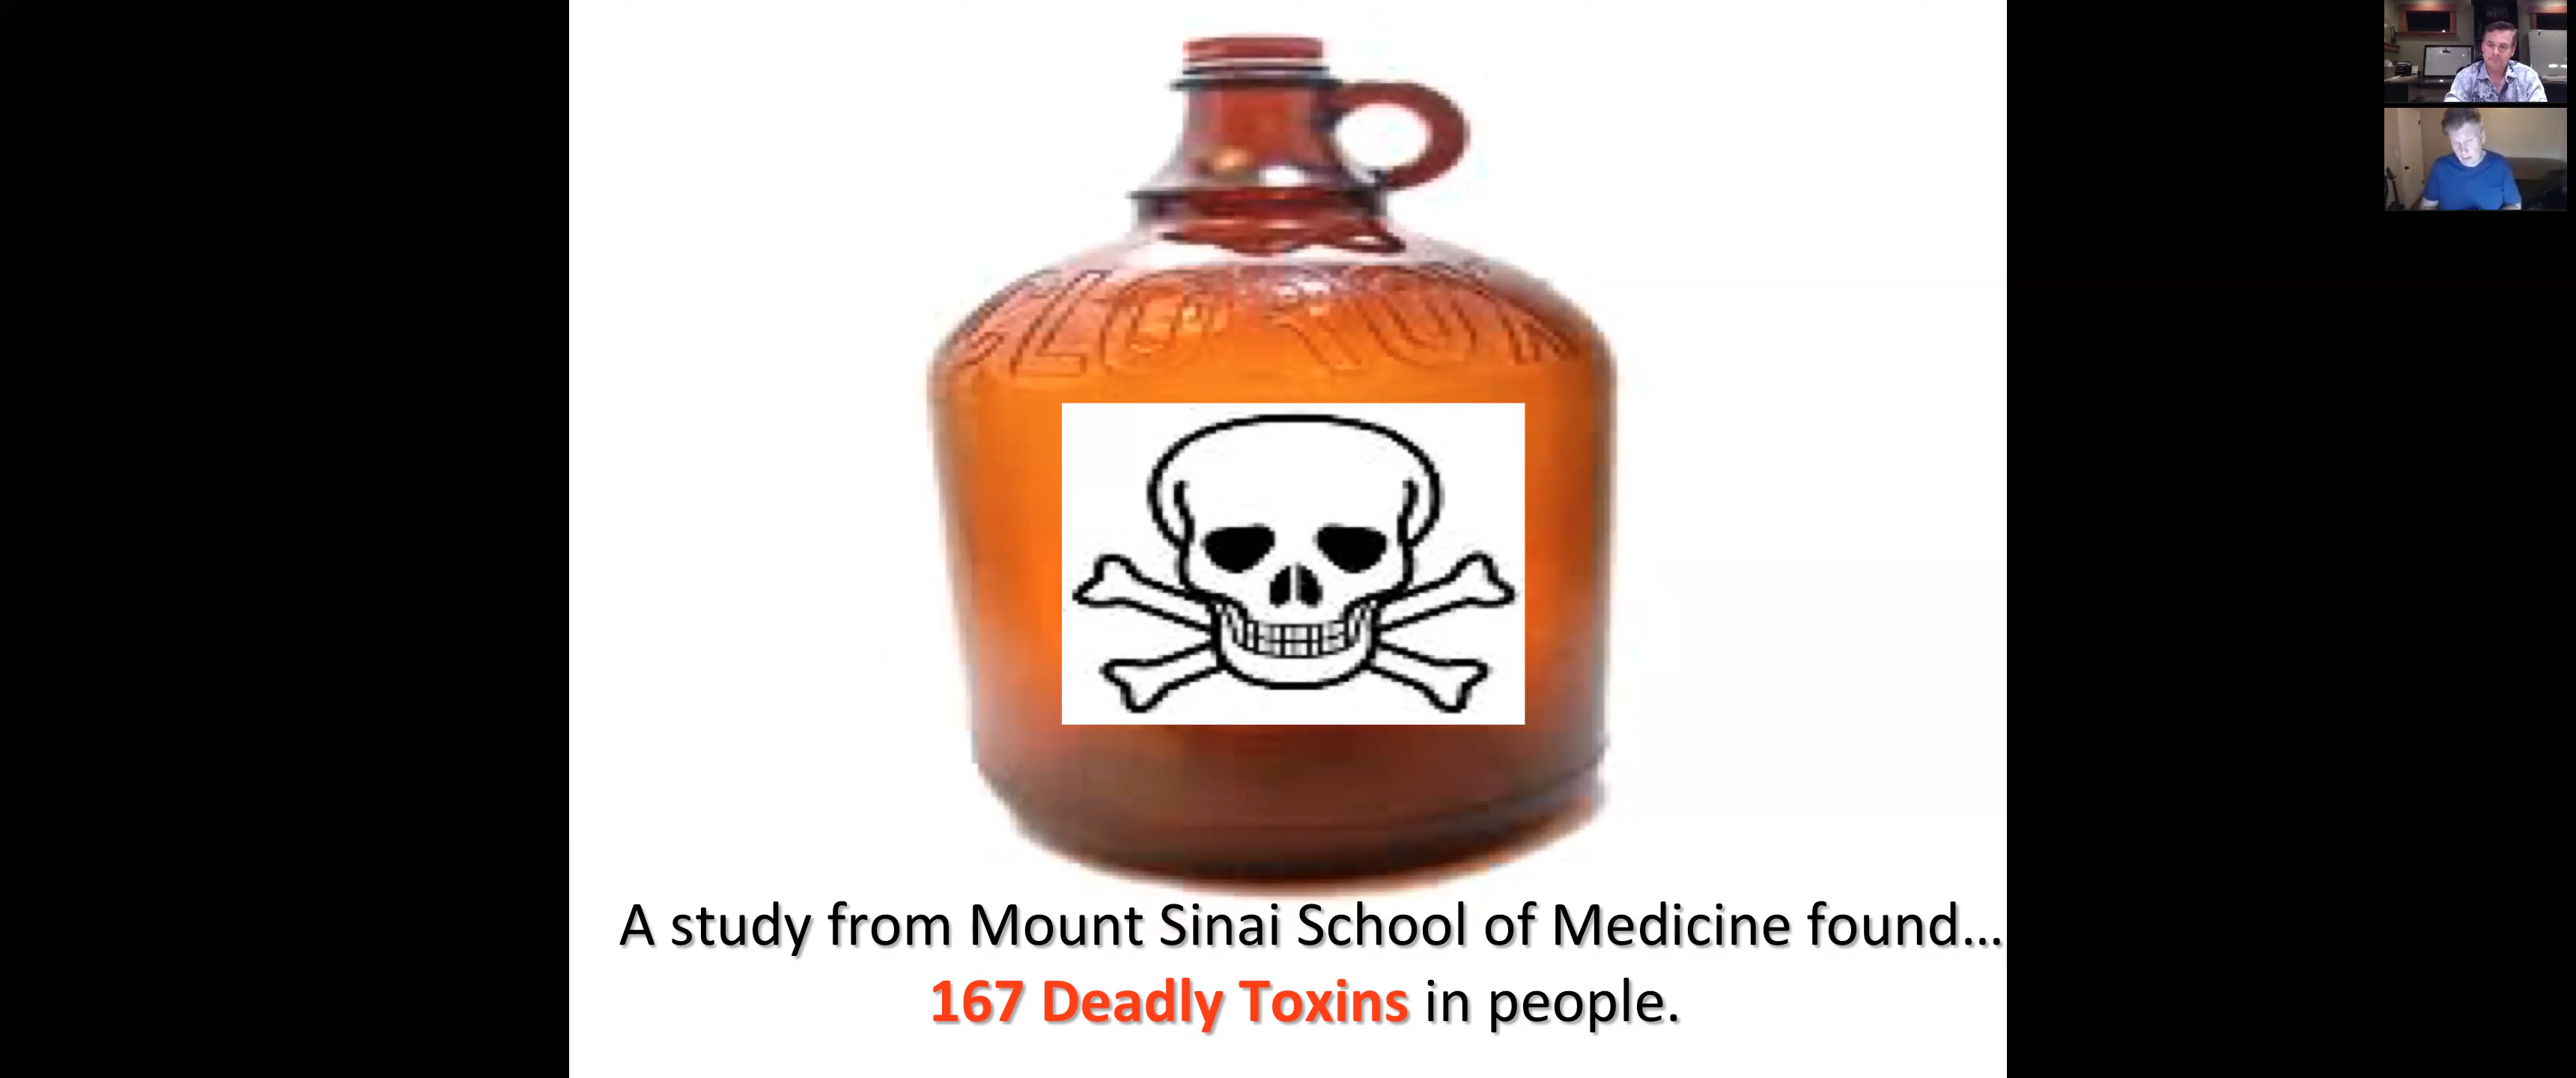 A study from Mount Sinai School of Medicine found...
167 Deadly Toxins in people.